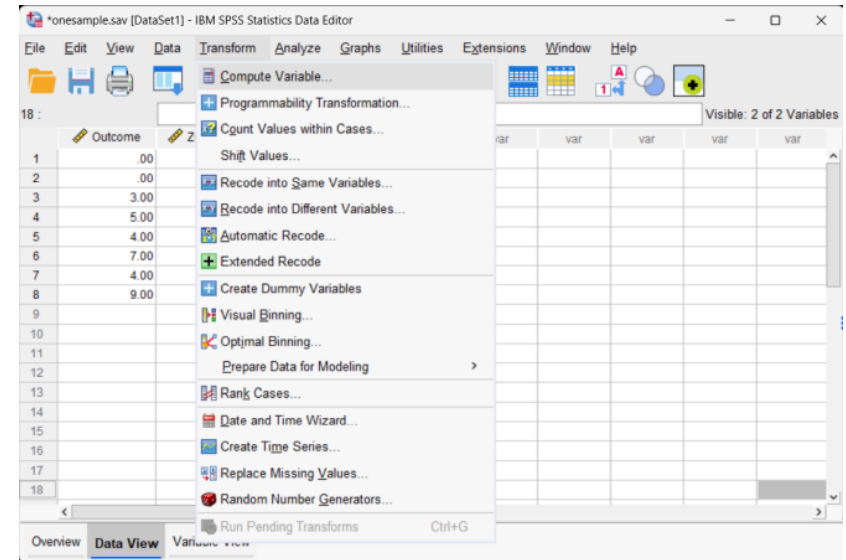 *onesample.sav [DataSet1] - IBM SPSS Statistics Data Editor
File Edit View Data Transform Analyze Graphs Utilities Extensions Window Help
18 :
Visible: 2 of 2 Variables
Outcome Z var var var var var
1 .00
2 .00
3 3.00
4 5.00
5 4.00
6 7.00
7 4.00
8 9.00
9
10
11
12
13
14
15
16
17
18
Compute Variable...
Programmability Transformation...
Count Values within Cases...
Shift Values...
Recode into Same Variables...
Recode into Different Variables...
Automatic Recode...
Extended Recode
Create Dummy Variables
Visual Binning...
Optimal Binning...
Prepare Data for Modeling >
Rank Cases...
Date and Time Wizard...
Create Time Series...
Replace Missing Values...
Random Number Generators...
Run Pending Transforms Ctrl+G
Overview Data View Variable View